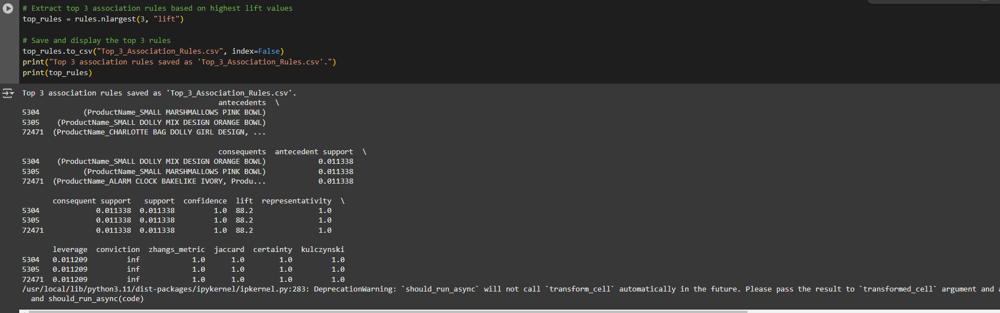 # Extract top 3 association rules based on highest lift values
top_rules = rules.nlargest(3, "lift")
# Save and display the top 3 rules
top_rules.to_csv("Top_3_Association_Rules.csv", index=False)
print("Top 3 association rules saved as 'Top_3_Association_Rules.csv'.")
print(top_rules)
Top 3 association rules saved as 'Top_3_Association_Rules.csv'.
antecedents \
5304 (ProductName_SMALL MARSHMALLOWS PINK BOWL)
5305 (ProductName_SMALL DOLLY MIX DESIGN ORANGE BOWL)
72471 (ProductName_CHARLOTTE BAG DOLLY GIRL DESIGN, ...
consequents antecedent support \
5304 (ProductName_SMALL DOLLY MIX DESIGN ORANGE BOWL) 0.011338
5305 (ProductName_SMALL MARSHMALLOWS PINK BOWL) 0.011338
72471 (ProductName_ALARM CLOCK BAKELIKE IVORY, Produ... 0.011338
consequent support support confidence lift representativity \
5304 0.011338 0.011338 1.0 88.2 1.0
5305 0.011338 0.011338 1.0 88.2 1.0
72471 0.011338 0.011338 1.0 88.2 1.0
leverage conviction zhangs_metric jaccard certainty kulczynski
5304 0.011209 inf 1.0 1.0 1.0 1.0
5305 0.011209 inf 1.0 1.0 1.0 1.0
72471 0.011209 inf 1.0 1.0 1.0 1.0
/usr/local/lib/python3.11/dist-packages/ipykernel/ipkernel.py:283: DeprecationWarning: `should_run_async` will not call `transform_cell` automatically in the future. Please pass the result to `transformed_cell` argument and
and should_run_async(code)